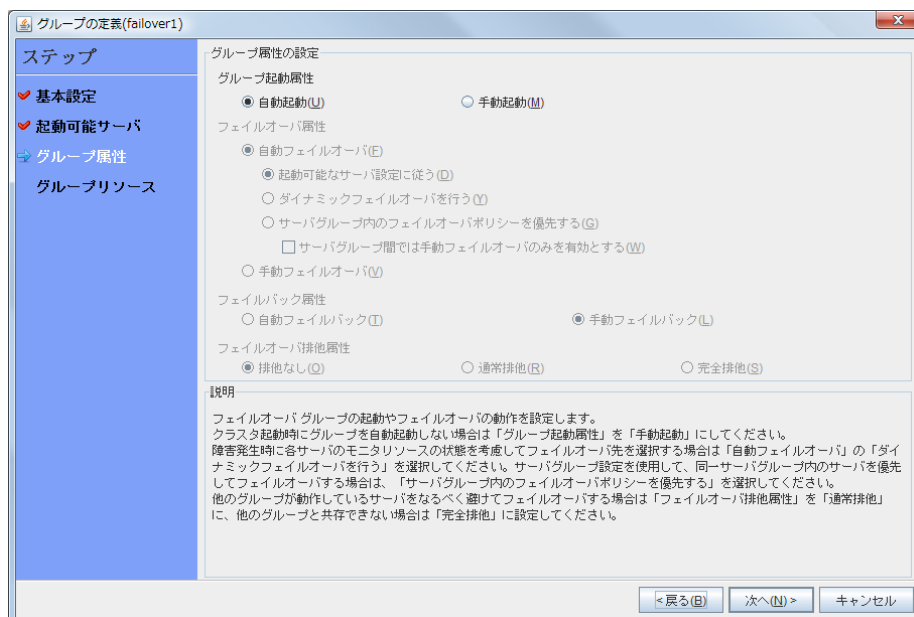 グループの定義(failover1)
ステップ
基本設定
起動可能サーバ
グループ属性
グループリソース
グループ属性の設定
グループ起動属性
自動起動(U) 手動起動(M)
フェイルオーバ属性
自動フェイルオーバ(F)
起動可能なサーバ設定に従う(D)
ダイナミックフェイルオーバを行う(Y)
サーバグループ内のフェイルオーバポリシーを優先する(G)
サーバグループ間では手動フェイルオーバのみを有効とする(W)
手動フェイルオーバ(V)
フェイルバック属性
自動フェイルバック(T) 手動フェイルバック(L)
フェイルオーバ排他属性
排他なし(O) 通常排他(R) 完全排他(S)
説明
フェイルオーバ グループの起動やフェイルオーバの動作を設定します。
クラスタ起動時にグループを自動起動しない場合は「グループ起動属性」を「手動起動」にしてください。
障害発生時に各サーバのモニタリソースの状態を考慮してフェイルオーバ先を選択する場合は「自動フェイルオーバ」の「ダイ
ナミックフェイルオーバを行う」を選択してください。サーバグループ設定を使用して、同一サーバグループ内のサーバを優先
してフェイルオーバする場合は、「サーバグループ内のフェイルオーバポリシーを優先する」を選択してください。
他のグループが動作しているサーバをなるべく避けてフェイルオーバする場合は「フェイルオーバ排他属性」を「通常排他」
に、他のグループと共存できない場合は「完全排他」に設定してください。
<戻る(B) 次へ(N)> キャンセル